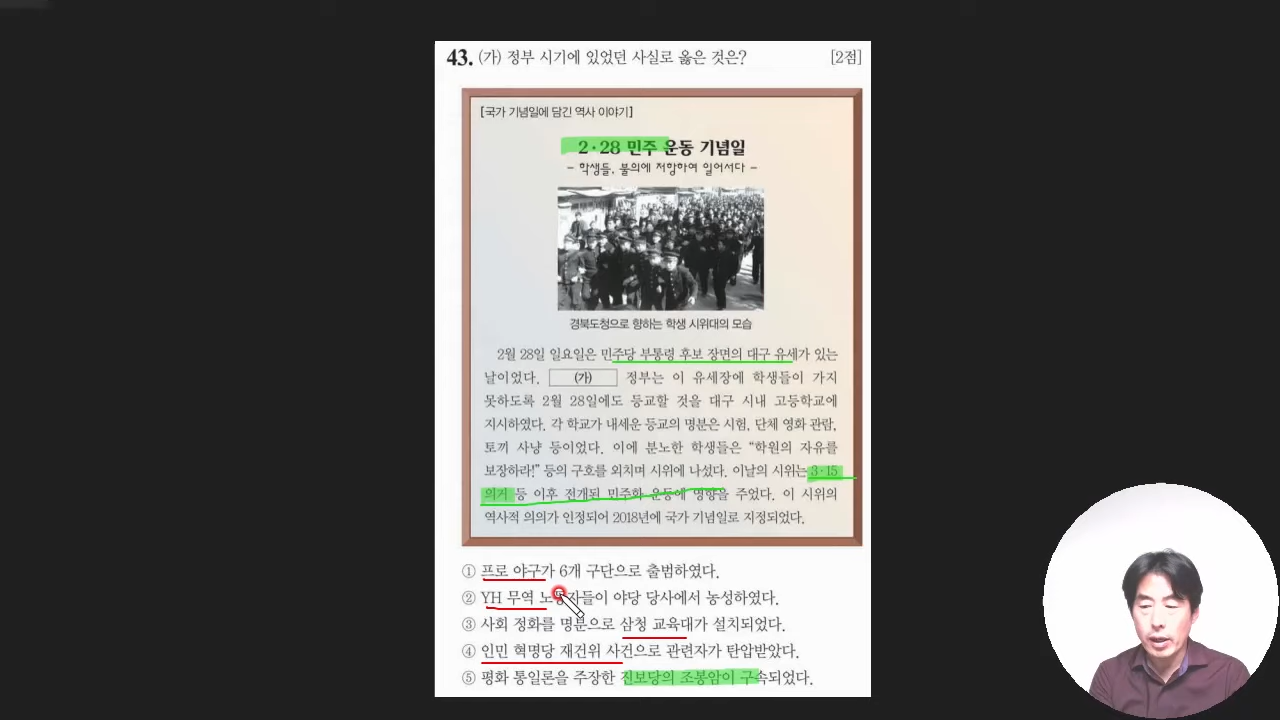 43. (가) 정부 시기에 있었던 사실로 옳은 것은? [2점]
[국가 기념일에 담긴 역사 이야기]
2·28 민주 운동 기념일
- 학생들, 불의에 저항하여 일어서다 -
경북도청으로 향하는 학생 시위대의 모습
2월 28일 일요일은 민주당 부통령 후보 장면의 대구 유세가 있는
날이었다. (가) 정부는 이 유세장에 학생들이 가지
못하도록 2월 28일에도 등교할 것을 대구 시내 고등학교에
지시하였다. 각 학교가 내세운 등교의 명분은 시험, 단체 영화 관람,
토끼 사냥 등이었다. 이에 분노한 학생들은 “학원의 자유를
보장하라!” 등의 구호를 외치며 시위에 나섰다. 이날의 시위는 3·15
의거 등 이후 전개된 민주화 운동에 영향을 주었다. 이 시위의
역사적 의의가 인정되어 2018년에 국가 기념일로 지정되었다.
① 프로 야구가 6개 구단으로 출범하였다.
② YH 무역 노동자들이 야당 당사에서 농성하였다.
③ 사회 정화를 명분으로 삼청 교육대가 설치되었다.
④ 인민 혁명당 재건위 사건으로 관련자가 탄압받았다.
⑤ 평화 통일론을 주장한 진보당의 조봉암이 구속되었다.